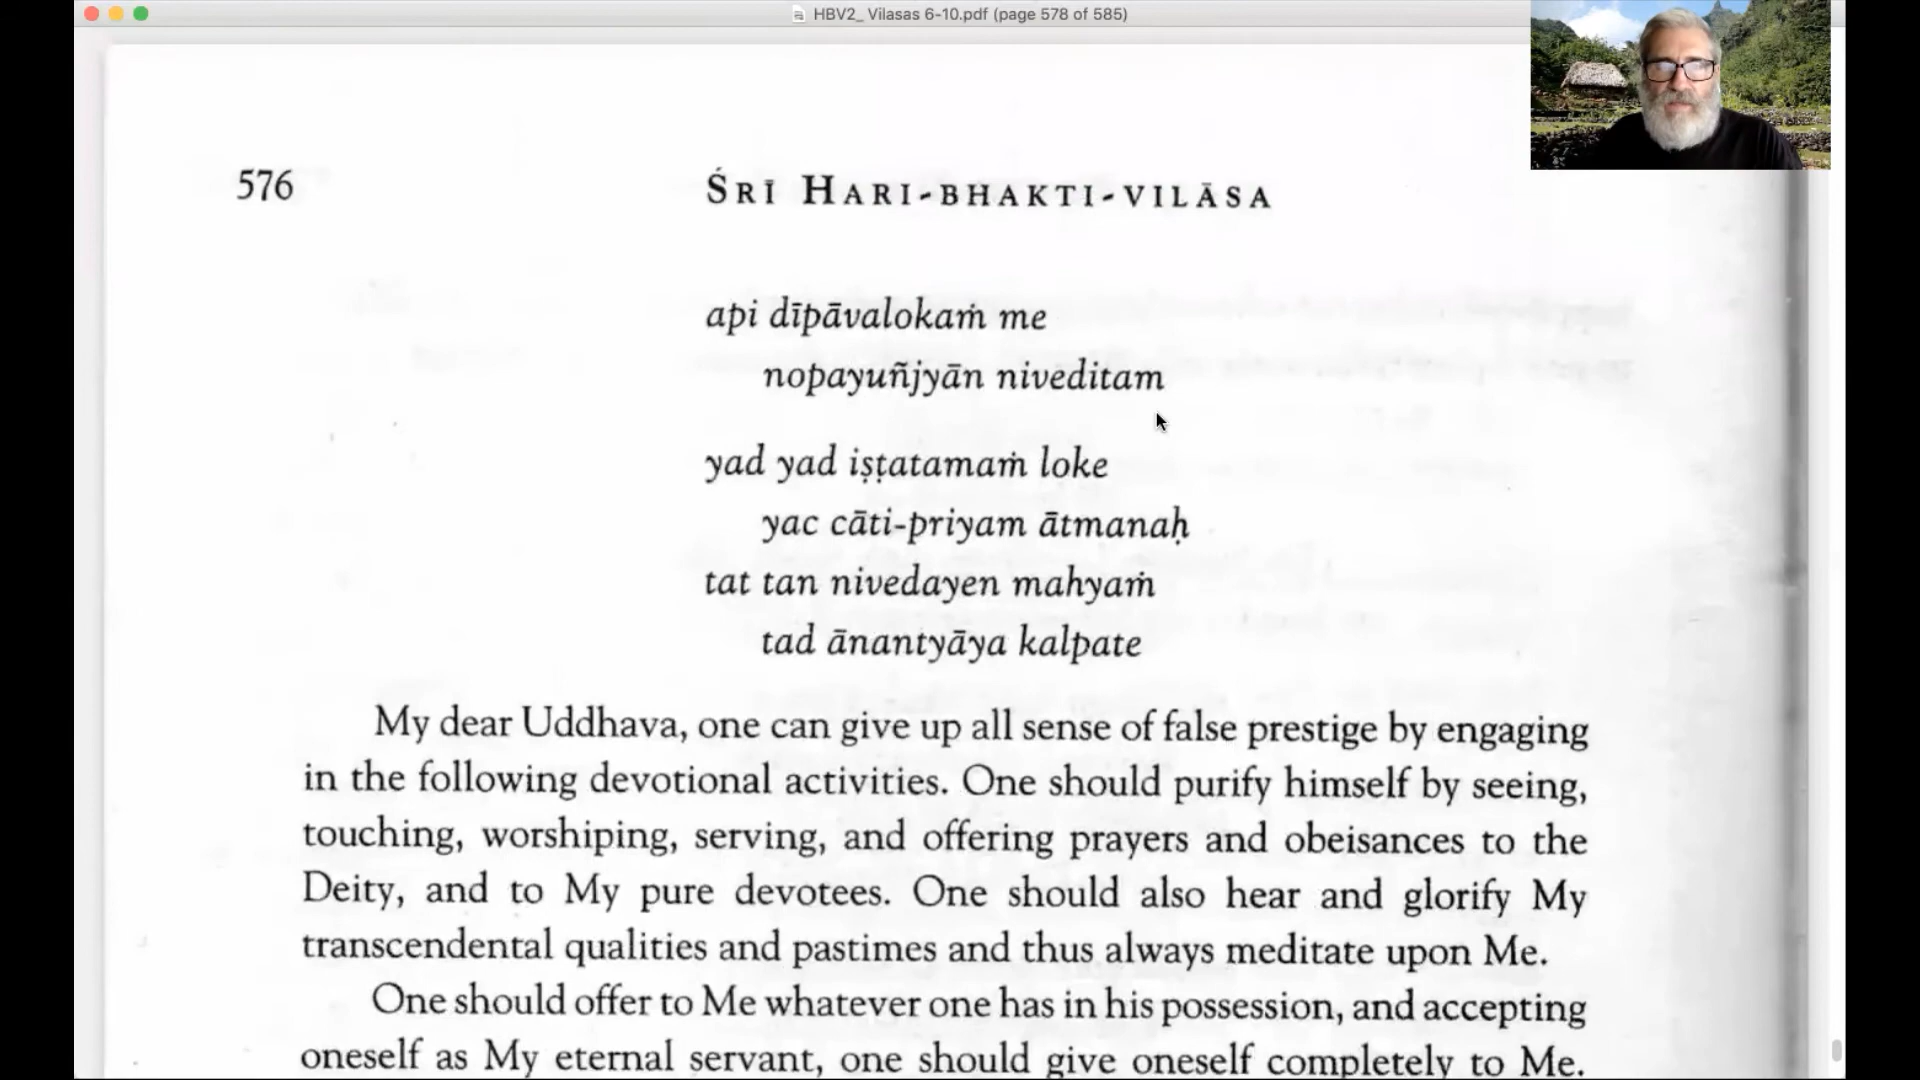 HBV2_ Vilasas 6-10.pdf (page 578 of 585)
576
ŚRĪ HARI-BHAKTI-VILĀSA
api dīpāvalokaṁ me
nopayuñjyān niveditam
yad yad iṣṭatamaṁ loke
yac cāti-priyam ātmanaḥ
tat tan nivedayen mahyaṁ
tad ānantyāya kalpate
My dear Uddhava, one can give up all sense of false prestige by engaging
in the following devotional activities. One should purify himself by seeing,
touching, worshiping, serving, and offering prayers and obeisances to the
Deity, and to My pure devotees. One should also hear and glorify My
transcendental qualities and pastimes and thus always meditate upon Me.
One should offer to Me whatever one has in his possession, and accepting
oneself as My eternal servant, one should give oneself completely to Me.